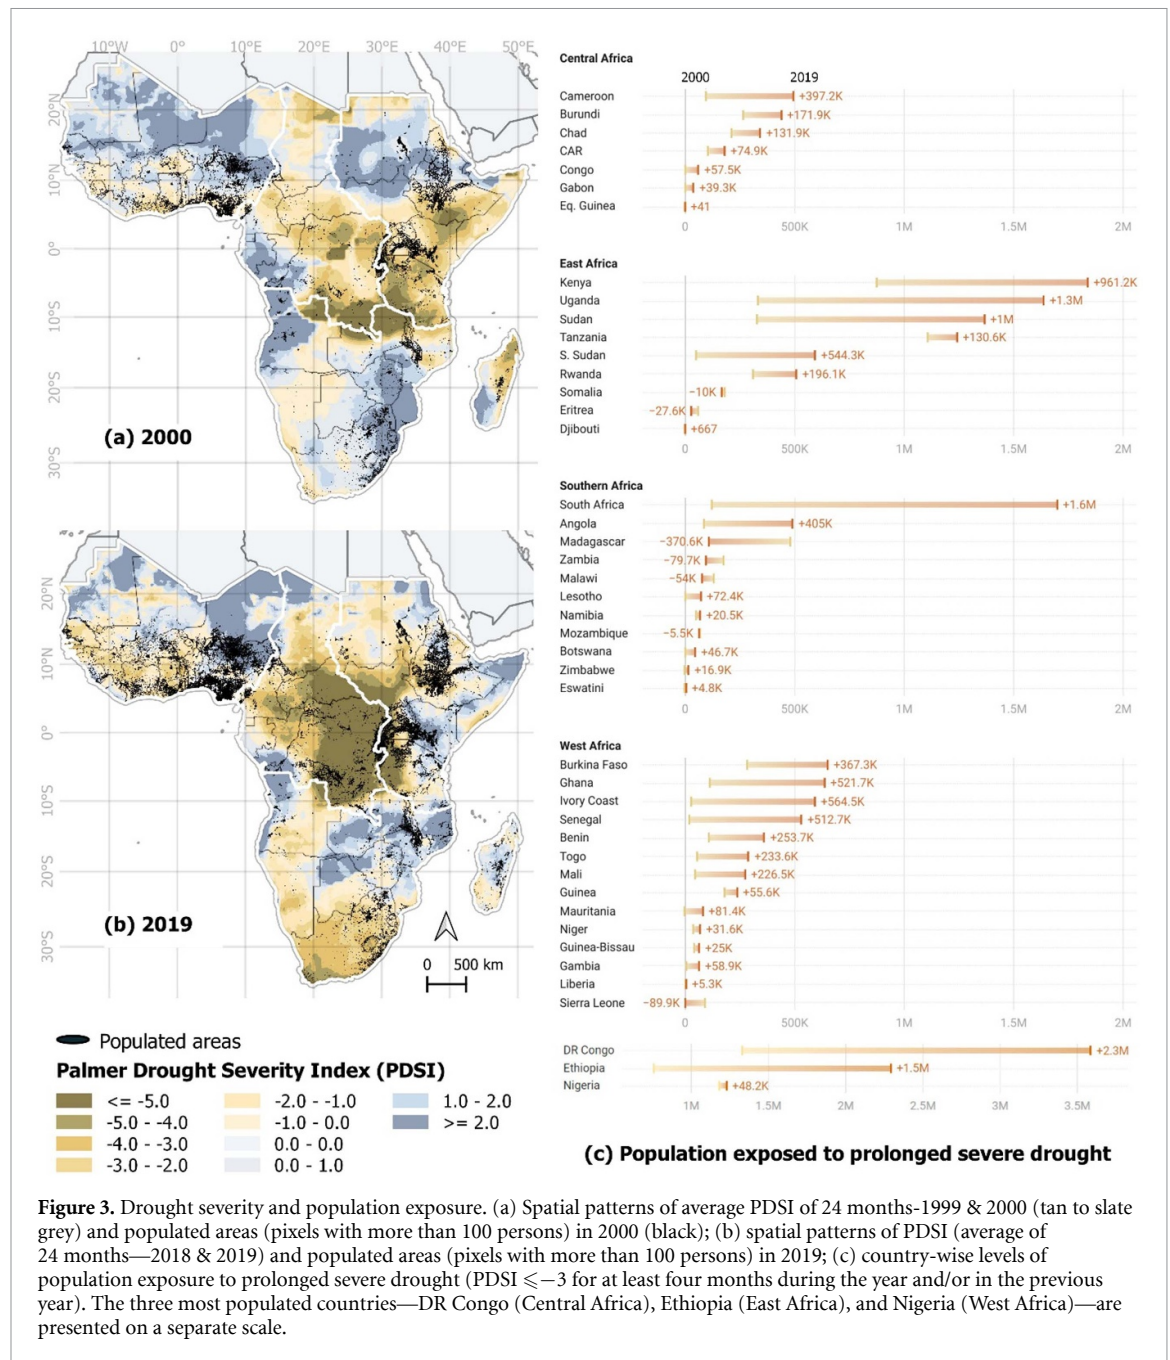 10°W 0° 10°E 20°E 30°E 40°E 50°E
20°N
10°N
0°
10°S
20°S
30°S
(a) 2000
20°N
10°N
0°
10°S
20°S
30°S
(b) 2019
0 500 km
Populated areas
Palmer Drought Severity Index (PDSI)
<= -5.0
-5.0 - -4.0
-4.0 - -3.0
-3.0 - -2.0
-2.0 - -1.0
-1.0 - 0.0
0.0 - 0.0
0.0 - 1.0
1.0 - 2.0
>= 2.0
Central Africa
2000 2019
Cameroon +397.2K
Burundi +171.9K
Chad +131.9K
CAR +74.9K
Congo +57.5K
Gabon +39.3K
Eq. Guinea +41
0 500K 1M 1.5M 2M
East Africa
Kenya +961.2K
Uganda +1.3M
Sudan +1M
Tanzania +130.6K
S. Sudan +544.3K
Rwanda +196.1K
Somalia −10K
Eritrea −27.6K
Djibouti +667
0 500K 1M 1.5M 2M
Southern Africa
South Africa +1.6M
Angola +405K
Madagascar −370.6K
Zambia −79.7K
Malawi −54K
Lesotho +72.4K
Namibia +20.5K
Mozambique −5.5K
Botswana +46.7K
Zimbabwe +16.9K
Eswatini +4.8K
0 500K 1M 1.5M 2M
West Africa
Burkina Faso +367.3K
Ghana +521.7K
Ivory Coast +564.5K
Senegal +512.7K
Benin +253.7K
Togo +233.6K
Mali +226.5K
Guinea +55.6K
Mauritania +81.4K
Niger +31.6K
Guinea-Bissau +25K
Gambia +58.9K
Liberia +5.3K
Sierra Leone −89.9K
0 500K 1M 1.5M 2M
DR Congo +2.3M
Ethiopia +1.5M
Nigeria +48.2K
1M 1.5M 2M 2.5M 3M 3.5M
(c) Population exposed to prolonged severe drought
Figure 3. Drought severity and population exposure. (a) Spatial patterns of average PDSI of 24 months-1999 & 2000 (tan to slate
grey) and populated areas (pixels with more than 100 persons) in 2000 (black); (b) spatial patterns of PDSI (average of
24 months—2018 & 2019) and populated areas (pixels with more than 100 persons) in 2019; (c) country-wise levels of
population exposure to prolonged severe drought (PDSI ⩽−3 for at least four months during the year and/or in the previous
year). The three most populated countries—DR Congo (Central Africa), Ethiopia (East Africa), and Nigeria (West Africa)—are
presented on a separate scale.